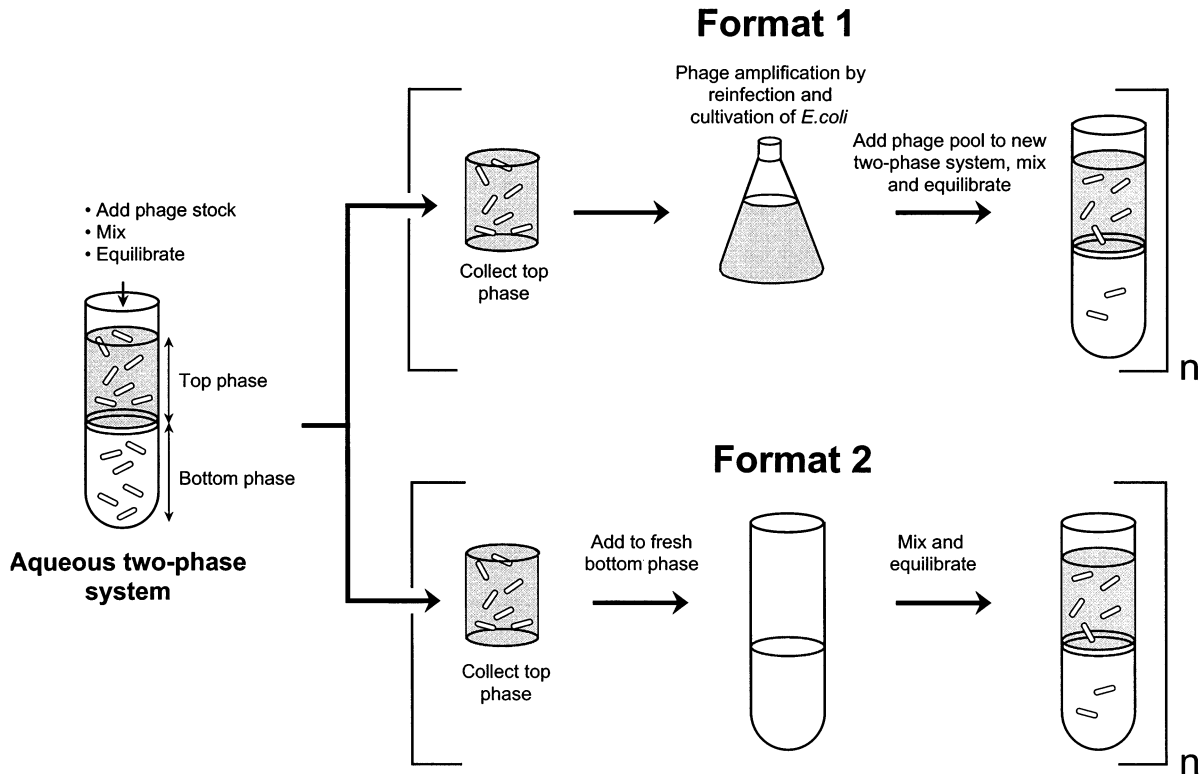 Format 1
Phage amplification by
reinfection and
cultivation of E.coli
Add phage pool to new
two-phase system, mix
and equilibrate
• Add phage stock
• Mix
• Equilibrate
Collect top
phase
Top phase
Bottom phase
n
Aqueous two-phase
system
Format 2
Add to fresh
bottom phase
Mix and
equilibrate
Collect top
phase
n